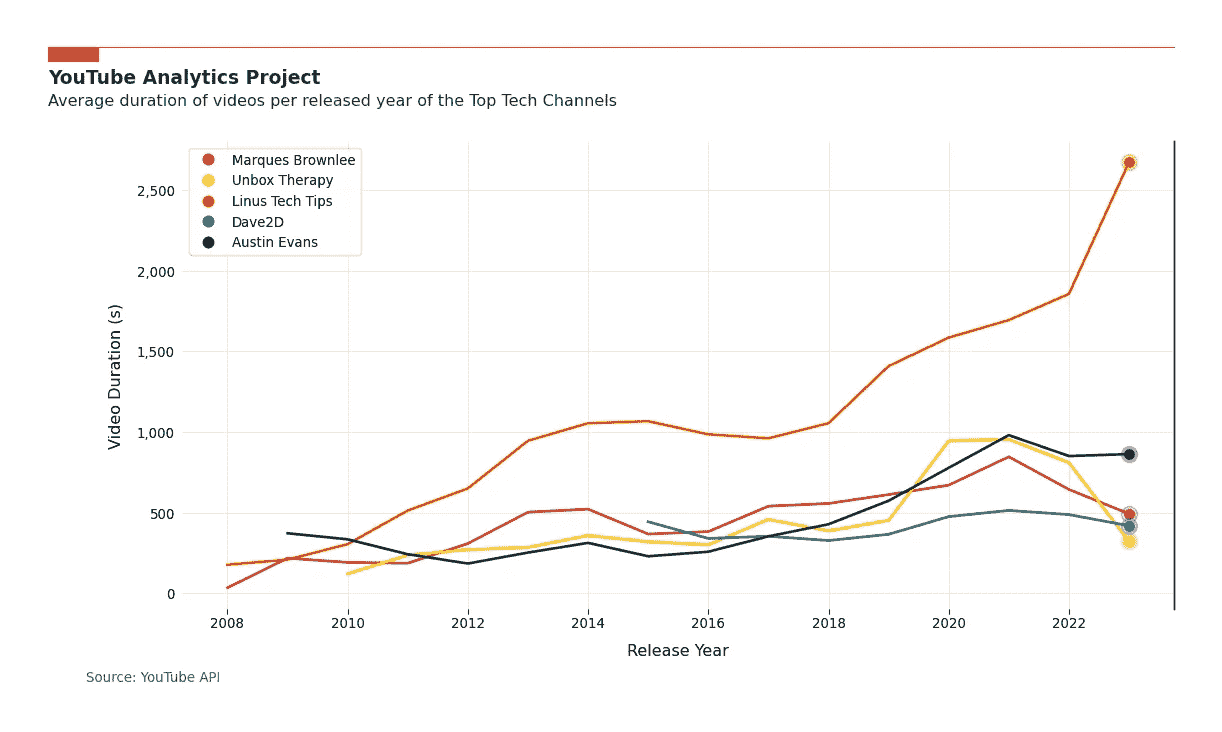 YouTube Analytics Project
Average duration of videos per released year of the Top Tech Channels
Marques Brownlee
Unbox Therapy
Linus Tech Tips
Dave2D
Austin Evans
2,500
2,000
1,500
1,000
500
0
Video Duration (s)
2008 2010 2012 2014 2016 2018 2020 2022
Release Year
Source: YouTube API